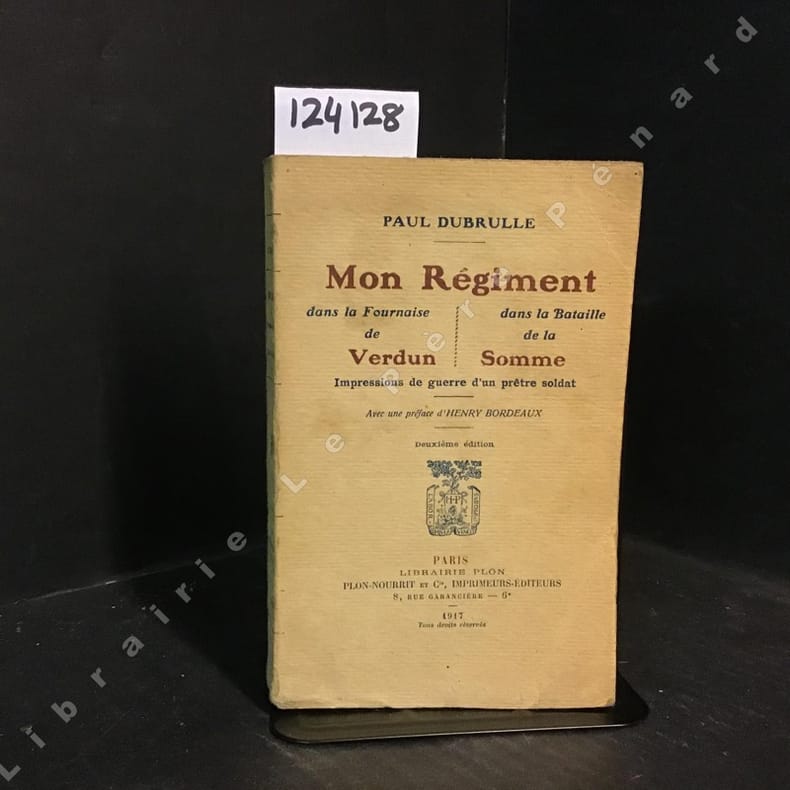 124128
PAUL DUBRULLE
Mon Régiment
dans la Fournaise
de
Verdun
dans la Bataille
de la
Somme
Impressions de guerre d'un prêtre soldat
Avec une préface d'HENRY BORDEAUX
Deuxième édition
H·P
PARIS
LIBRAIRIE PLON
PLON-NOURRIT ET Cie, IMPRIMEURS-ÉDITEURS
8, RUE GARANCIÈRE — 6e
1917
Tous droits réservés
Librairie Le Père Pénard